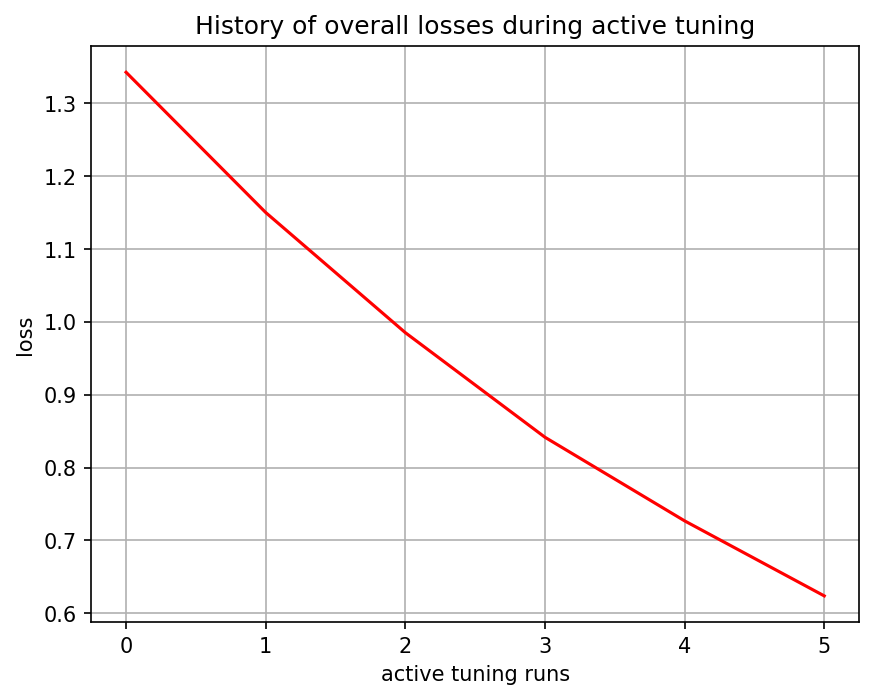 History of overall losses during active tuning
1.3
1.2
1.1
1.0
0.9
0.8
0.7
0.6
loss
0 1 2 3 4 5
active tuning runs